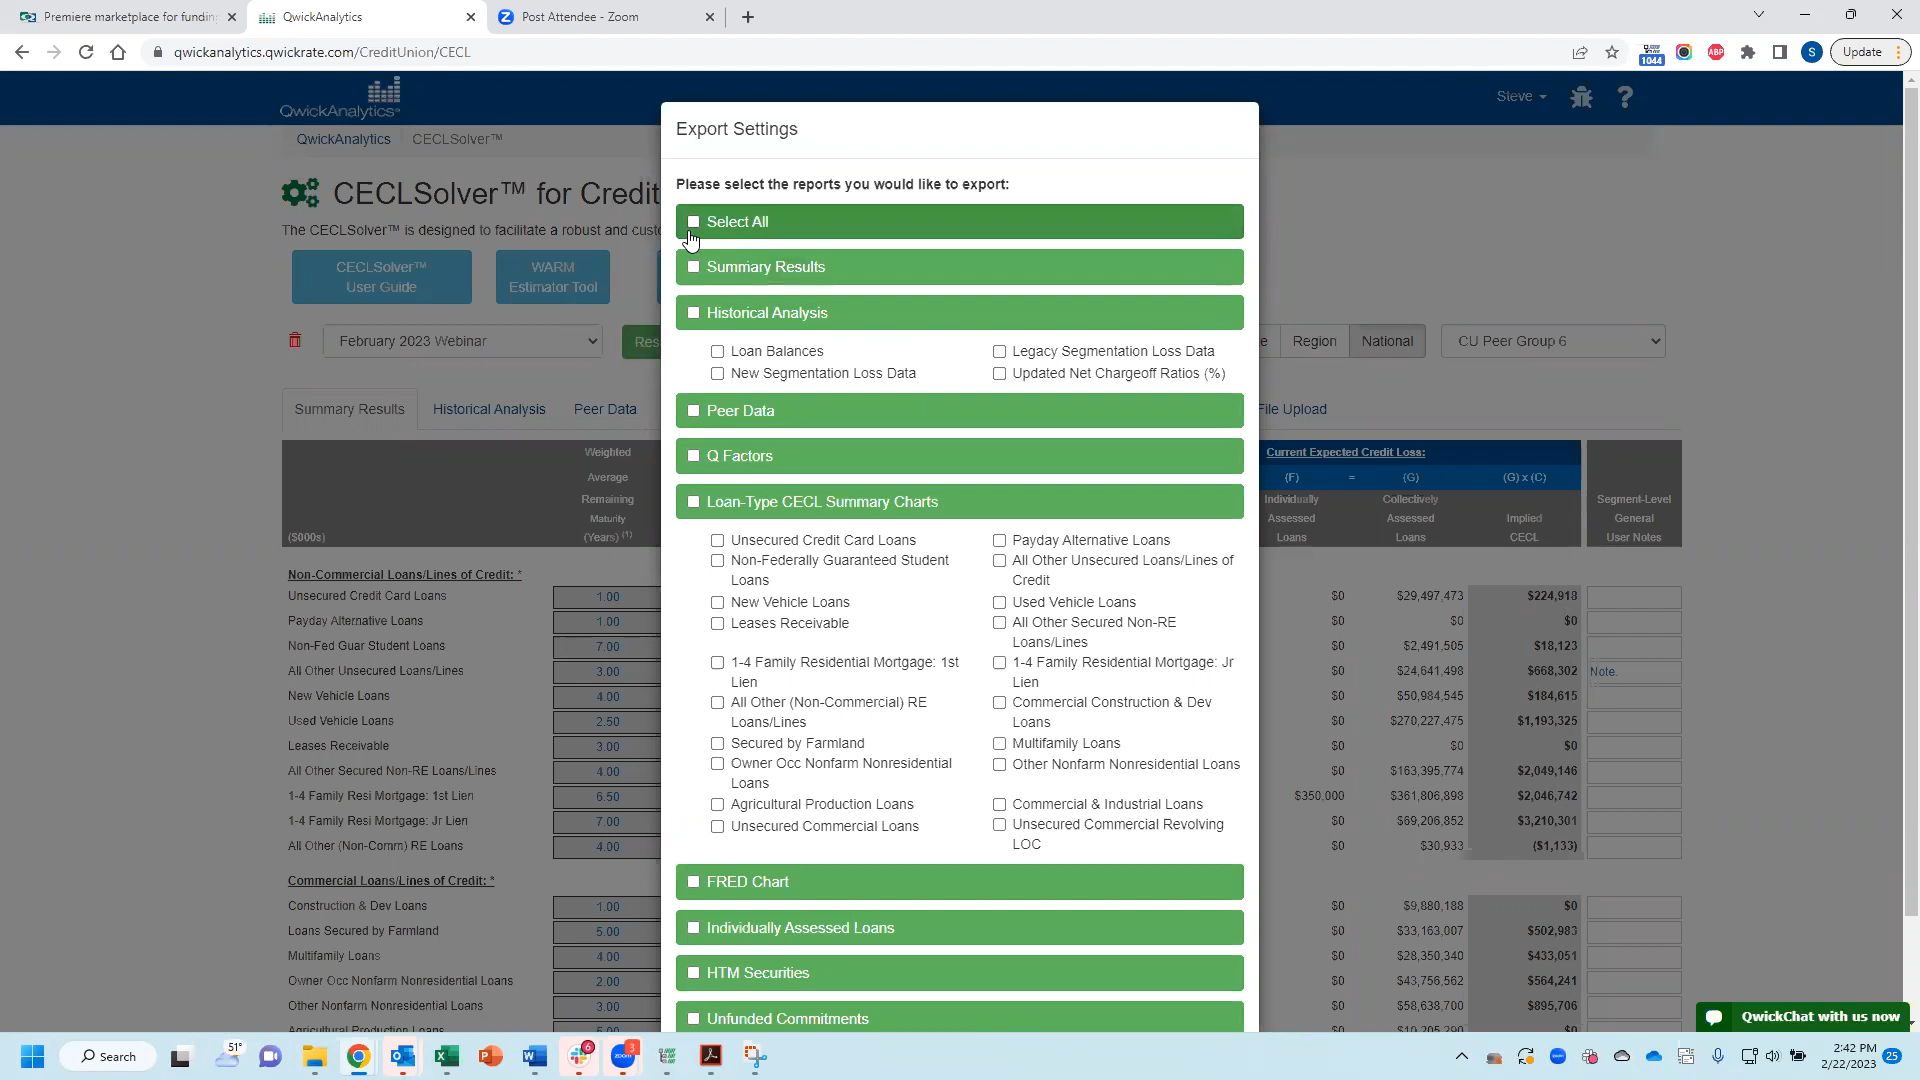 Premiere marketplace for fundin
QwickAnalytics
Post Attendee - Zoom
qwickanalytics.qwickrate.com/CreditUnion/CECL
1044
ABP
S
Update
QwickAnalytics
Steve
?
QwickAnalytics
CECLSolver™
CECLSolver™ for Credit
The CECLSolver™ is designed to facilitate a robust and custo
CECLSolver™
User Guide
WARM
Estimator Tool
February 2023 Webinar
Res
e
Region
National
CU Peer Group 6
Summary Results
Historical Analysis
Peer Data
File Upload
Export Settings
Please select the reports you would like to export:
Select All
Summary Results
Historical Analysis
Loan Balances
Legacy Segmentation Loss Data
New Segmentation Loss Data
Updated Net Chargeoff Ratios (%)
Peer Data
Q Factors
Loan-Type CECL Summary Charts
Unsecured Credit Card Loans
Payday Alternative Loans
Non-Federally Guaranteed Student
Loans
All Other Unsecured Loans/Lines of
Credit
New Vehicle Loans
Used Vehicle Loans
Leases Receivable
All Other Secured Non-RE
Loans/Lines
1-4 Family Residential Mortgage: 1st
Lien
1-4 Family Residential Mortgage: Jr
Lien
All Other (Non-Commercial) RE
Loans/Lines
Commercial Construction & Dev
Loans
Secured by Farmland
Multifamily Loans
Owner Occ Nonfarm Nonresidential
Loans
Other Nonfarm Nonresidential Loans
Agricultural Production Loans
Commercial & Industrial Loans
Unsecured Commercial Loans
Unsecured Commercial Revolving
LOC
FRED Chart
Individually Assessed Loans
HTM Securities
Unfunded Commitments
($000s)
Weighted
Average
Remaining
Maturity
(Years) (1)
Current Expected Credit Loss:
(F) = (G) (G) x (C)
Individually
Assessed
Loans
Collectively
Assessed
Loans
Implied
CECL
Segment-Level
General
User Notes
Non-Commercial Loans/Lines of Credit: *
Unsecured Credit Card Loans 1.00 $0 $29,497,473 $224,918
Payday Alternative Loans 1.00 $0 $0 $0
Non-Fed Guar Student Loans 7.00 $0 $2,491,505 $18,123
All Other Unsecured Loans/Lines 3.00 $0 $24,641,498 $668,302 Note.
New Vehicle Loans 4.00 $0 $50,984,545 $184,615
Used Vehicle Loans 2.50 $0 $270,227,475 $1,193,325
Leases Receivable 3.00 $0 $0 $0
All Other Secured Non-RE Loans/Lines 4.00 $0 $163,395,774 $2,049,146
1-4 Family Resi Mortgage: 1st Lien 6.50 $350,000 $361,806,898 $2,046,742
1-4 Family Resi Mortgage: Jr Lien 7.00 $0 $69,206,852 $3,210,301
All Other (Non-Comm) RE Loans 4.00 $0 $30,933 ($1,133)
Commercial Loans/Lines of Credit: *
Construction & Dev Loans 1.00 $0 $9,880,188 $0
Loans Secured by Farmland 5.00 $0 $33,163,007 $502,983
Multifamily Loans 4.00 $0 $28,350,340 $433,051
Owner Occ Nonfarm Nonresidential Loans 2.00 $0 $43,756,562 $564,241
Other Nonfarm Nonresidential Loans 3.00 $0 $58,638,700 $895,706
Agricultural Production Loans 5.00 $0 $10,205,290 $0
QwickChat with us now
Search
51°
6
3
2:42 PM
2/22/2023
25